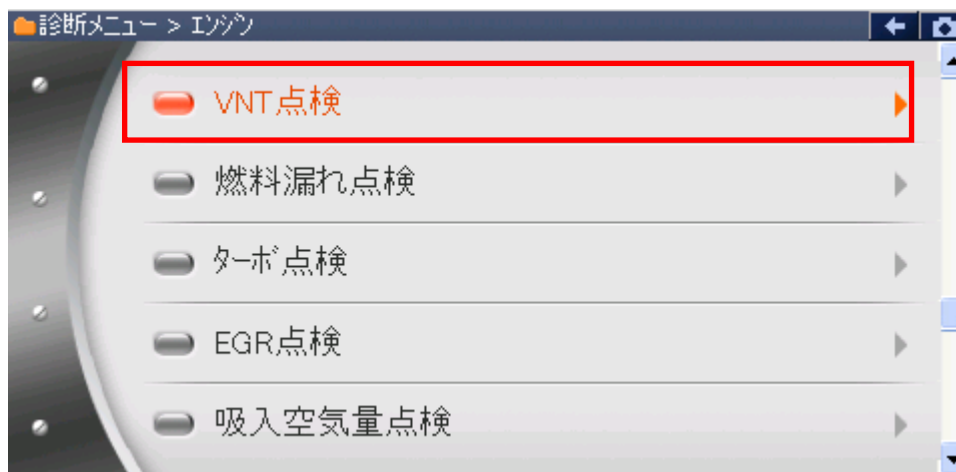 診断メニュー > エンジン
VNT点検
燃料漏れ点検
ターボ点検
EGR点検
吸入空気量点検